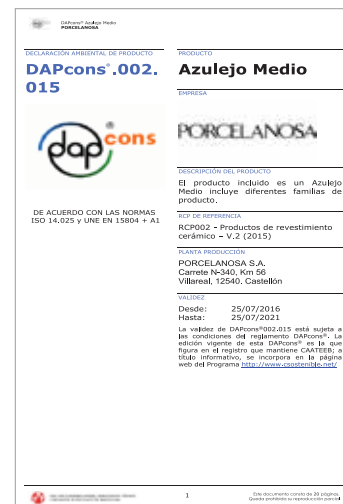 DAPcons® Azulejo Medio
PORCELANOSA
DECLARACIÓN AMBIENTAL DE PRODUCTO
DAPcons®.002.
015
dap cons
DE ACUERDO CON LAS NORMAS
ISO 14.025 y UNE EN 15804 + A1
PRODUCTO
Azulejo Medio
EMPRESA
PORCELANOSA
DESCRIPCIÓN DEL PRODUCTO
El producto incluido es un Azulejo
Medio incluye diferentes familias de
producto.
RCP DE REFERENCIA
RCP002 - Productos de revestimiento
cerámico – V.2 (2015)
PLANTA PRODUCCIÓN
PORCELANOSA S.A.
Carrete N-340, Km 56
Villareal, 12540. Castellón
VALIDEZ
Desde: 25/07/2016
Hasta: 25/07/2021
La validez de DAPcons®002.015 está sujeta a
las condiciones del reglamento DAPcons®. La
edición vigente de esta DAPcons® es la que
figura en el registro que mantiene CAATEEB; a
título informativo, se incorpora en la página
web del Programa http://www.csostenible.net/
1
Este documento consta de 20 páginas.
Queda prohibida su reproducción parcial